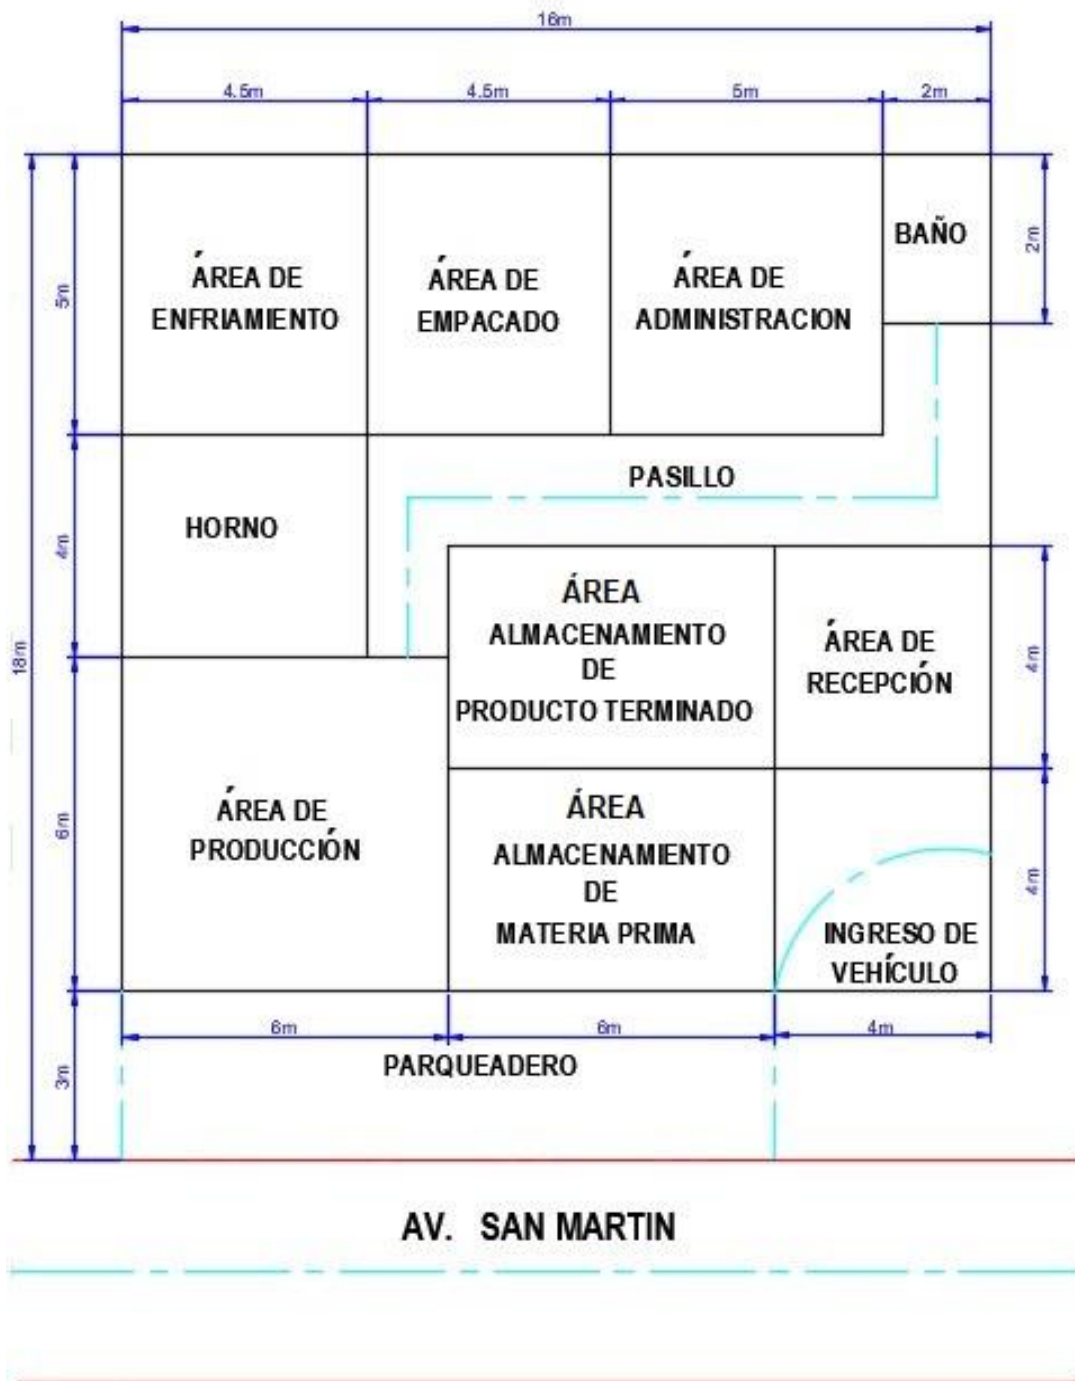 16m
4.5m
4.5m
5m
2m
ÁREA DE
ENFRIAMIENTO
ÁREA DE
EMPACADO
ÁREA DE
ADMINISTRACION
BAÑO
2m
5m
PASILLO
HORNO
4m
18m
ÁREA
ALMACENAMIENTO
DE
PRODUCTO TERMINADO
ÁREA DE
RECEPCIÓN
4m
ÁREA DE
PRODUCCIÓN
6m
ÁREA
ALMACENAMIENTO
DE
MATERIA PRIMA
INGRESO DE
VEHÍCULO
4m
6m
6m
4m
PARQUEADERO
3m
AV. SAN MARTIN